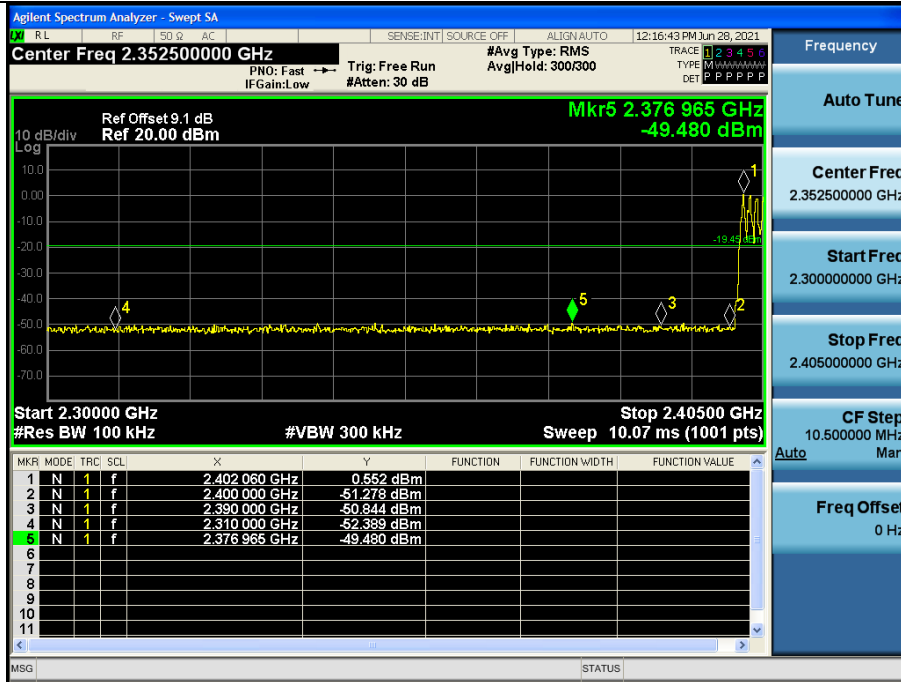 Agilent Spectrum Analyzer - Swept SA
LXI RL RF 50 Ω AC SENSE:INT SOURCE OFF ALIGN AUTO 12:16:43 PM Jun 28, 2021
Center Freq 2.352500000 GHz
PNO: Fast
IFGain:Low
Trig: Free Run
#Atten: 30 dB
#Avg Type: RMS
Avg|Hold: 300/300
TRACE 1 2 3 4 5 6
TYPE M WWWWW
DET P P P P P P
Ref Offset 9.1 dB
10 dB/div Ref 20.00 dBm
Log
Mkr5 2.376 965 GHz
-49.480 dBm
10.0
0.00
-10.0
-20.0
-30.0
-40.0
-50.0
-60.0
-70.0
1
-19.45 dBm
4
5
3
2
Start 2.30000 GHz Stop 2.40500 GHz
#Res BW 100 kHz #VBW 300 kHz Sweep 10.07 ms (1001 pts)
MKR MODE TRC SCL X Y FUNCTION FUNCTION WIDTH FUNCTION VALUE
1 N 1 f 2.402 060 GHz 0.552 dBm
2 N 1 f 2.400 000 GHz -51.278 dBm
3 N 1 f 2.390 000 GHz -50.844 dBm
4 N 1 f 2.310 000 GHz -52.389 dBm
5 N 1 f 2.376 965 GHz -49.480 dBm
6
7
8
9
10
11
MSG STATUS
Frequency
Auto Tune
Center Freq
2.352500000 GHz
Start Freq
2.300000000 GHz
Stop Freq
2.405000000 GHz
CF Step
10.500000 MHz
Auto Man
Freq Offset
0 Hz